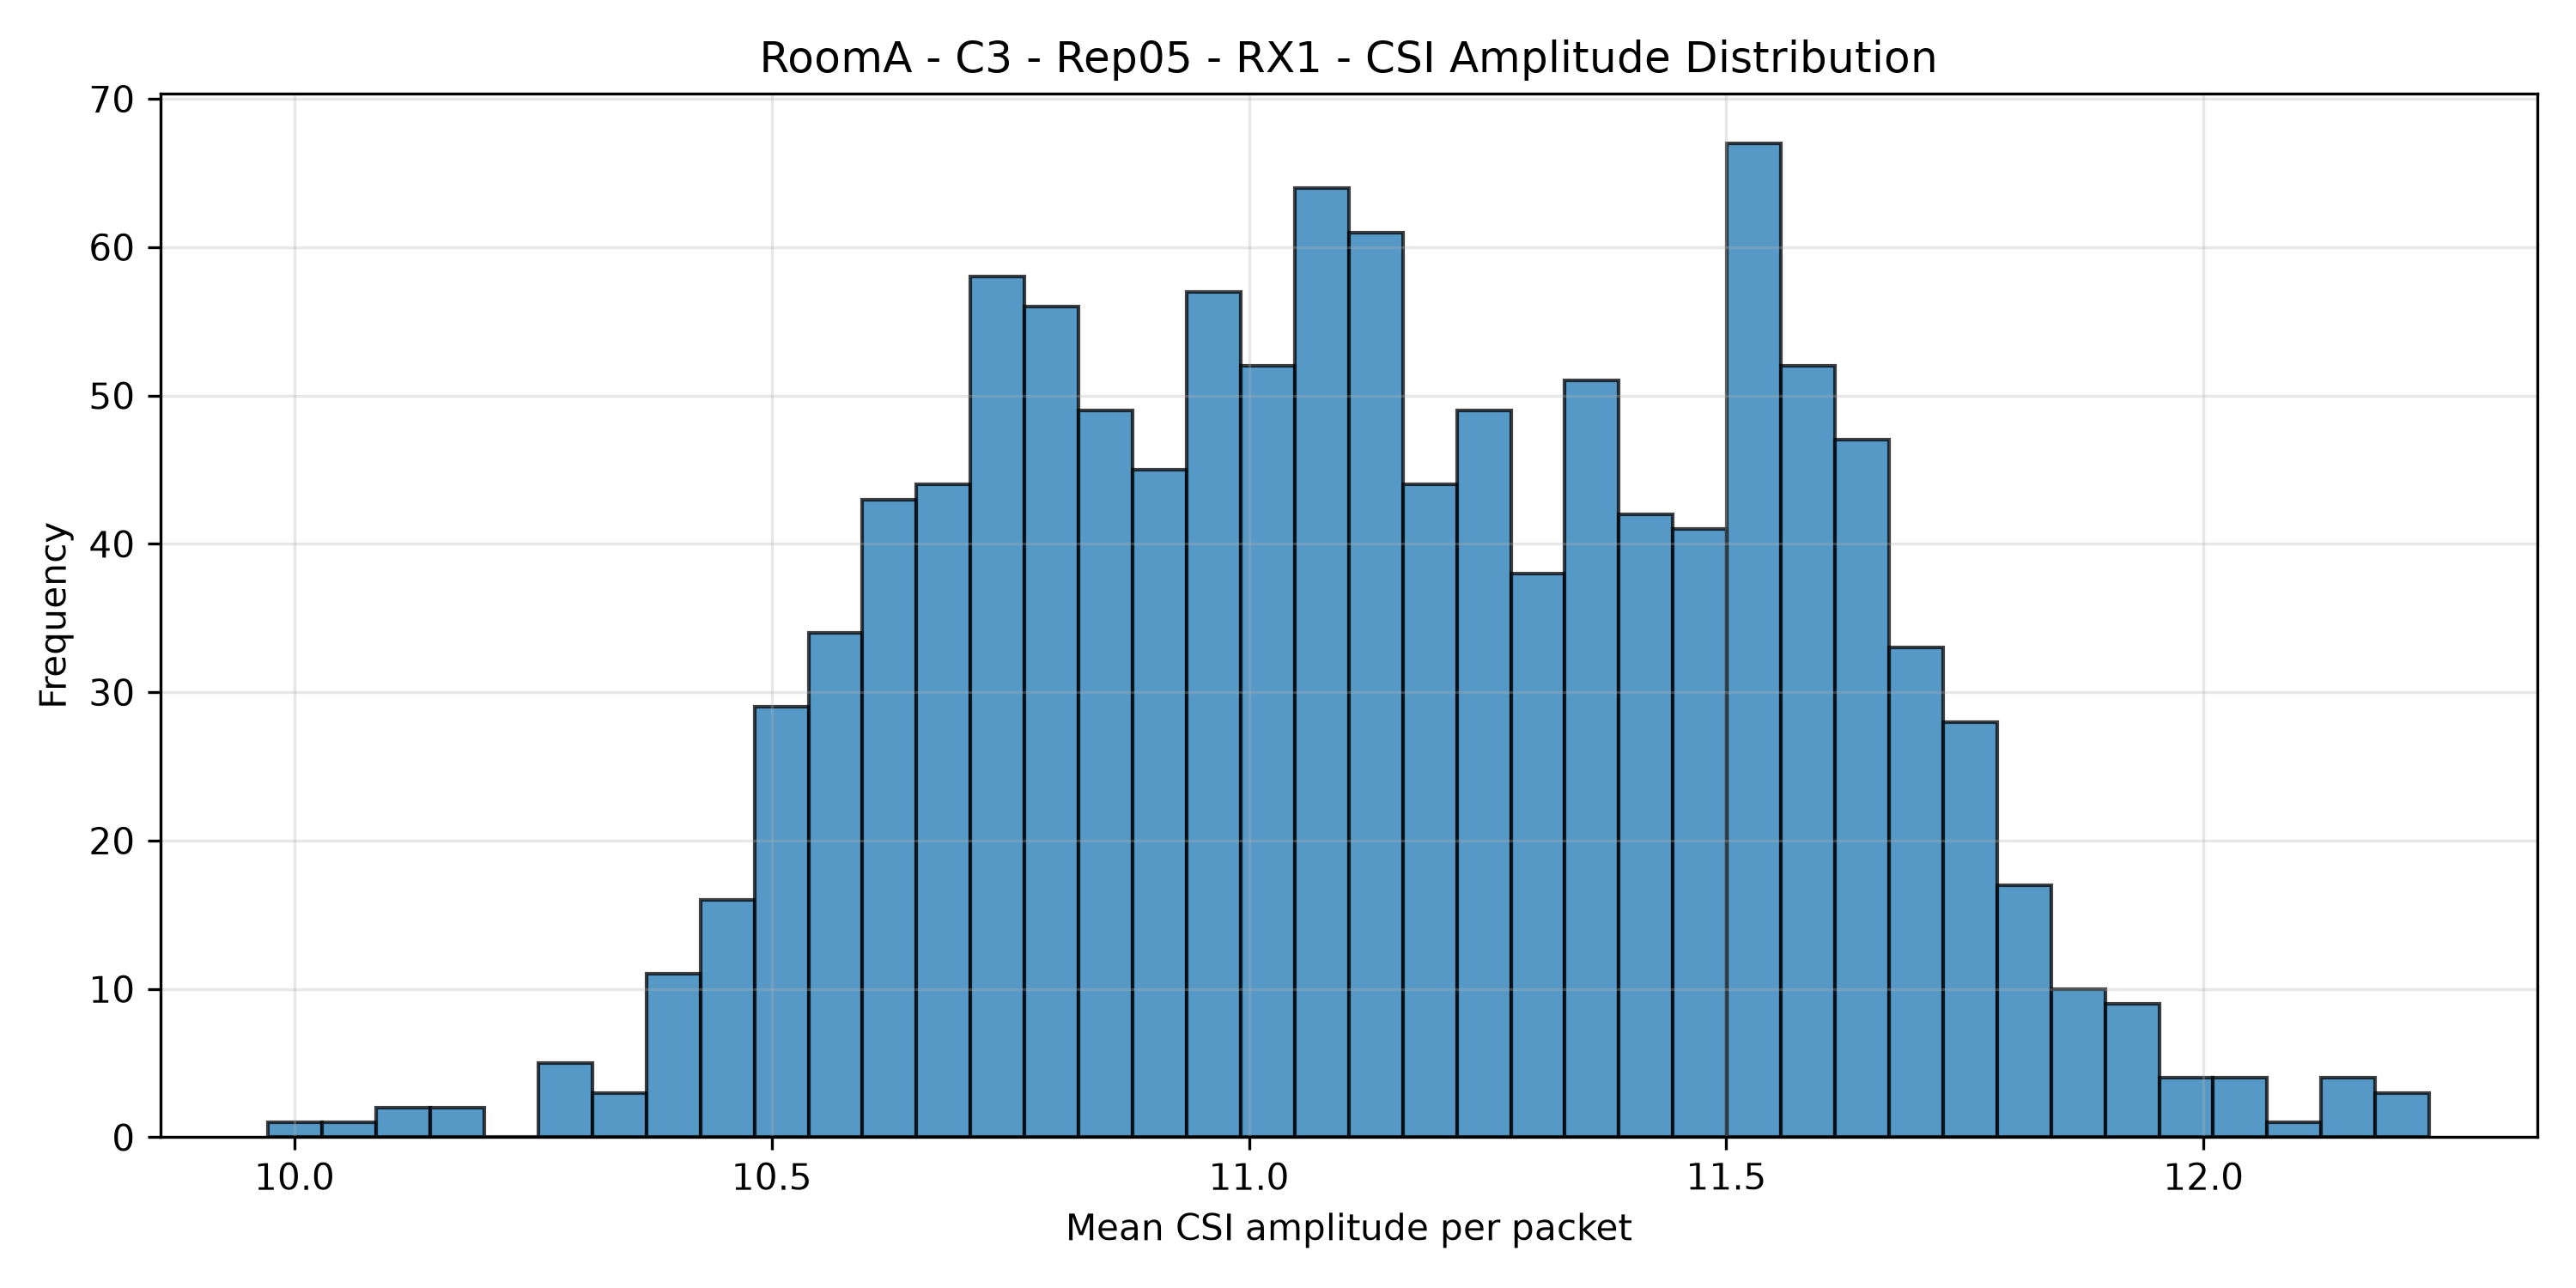 RoomA - C3 - Rep05 - RX1 - CSI Amplitude Distribution
70
60
50
40
30
20
10
0
Frequency
10.0 10.5 11.0 11.5 12.0
Mean CSI amplitude per packet